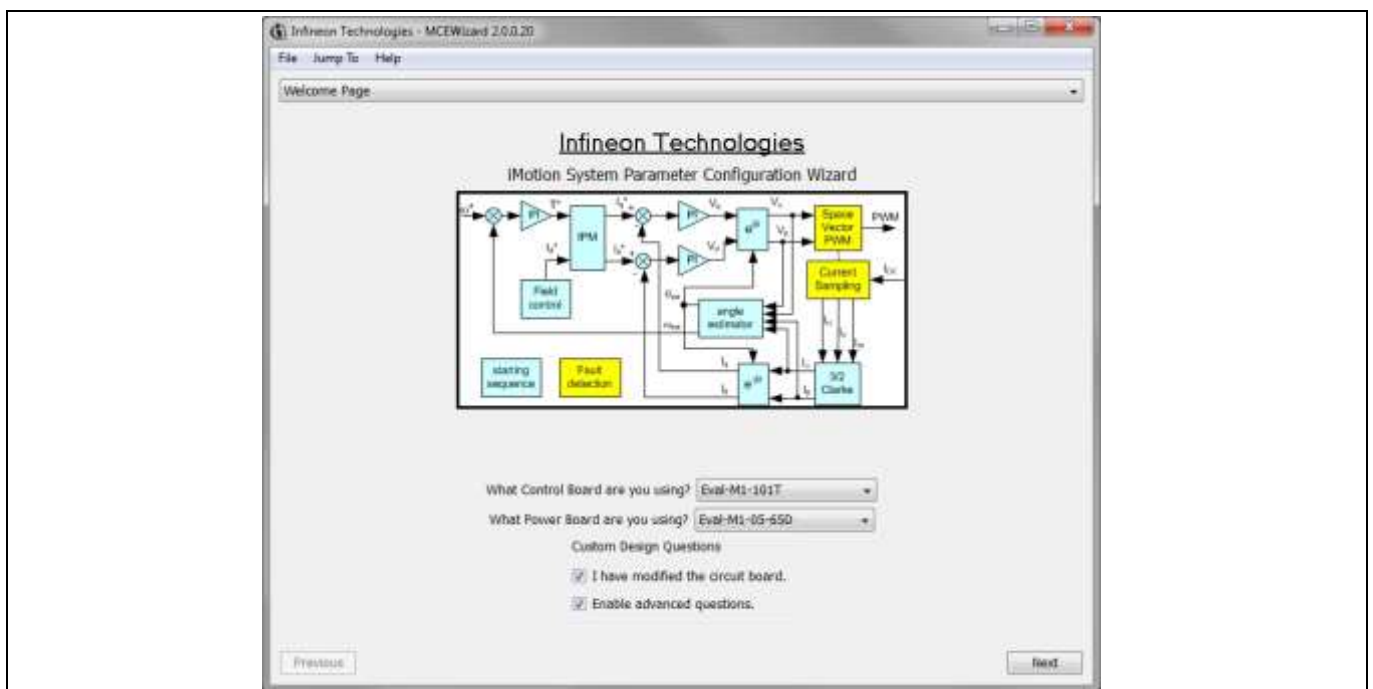 Infineon Technologies - MCEWizard 2.0.0.20
File Jump To Help
Welcome Page
Infineon Technologies
iMotion System Parameter Configuration Wizard
PI
IPM
PI
PI
Space
Vector
PWM
PWM
Field
control
Current
Sampling
angle
estimator
starting
sequence
Fault
detection
3/2
Clarke
What Control Board are you using? Eval-M1-101T
What Power Board are you using? Eval-M1-05-65D
Custom Design Questions
I have modified the circuit board.
Enable advanced questions.
Previous
Next